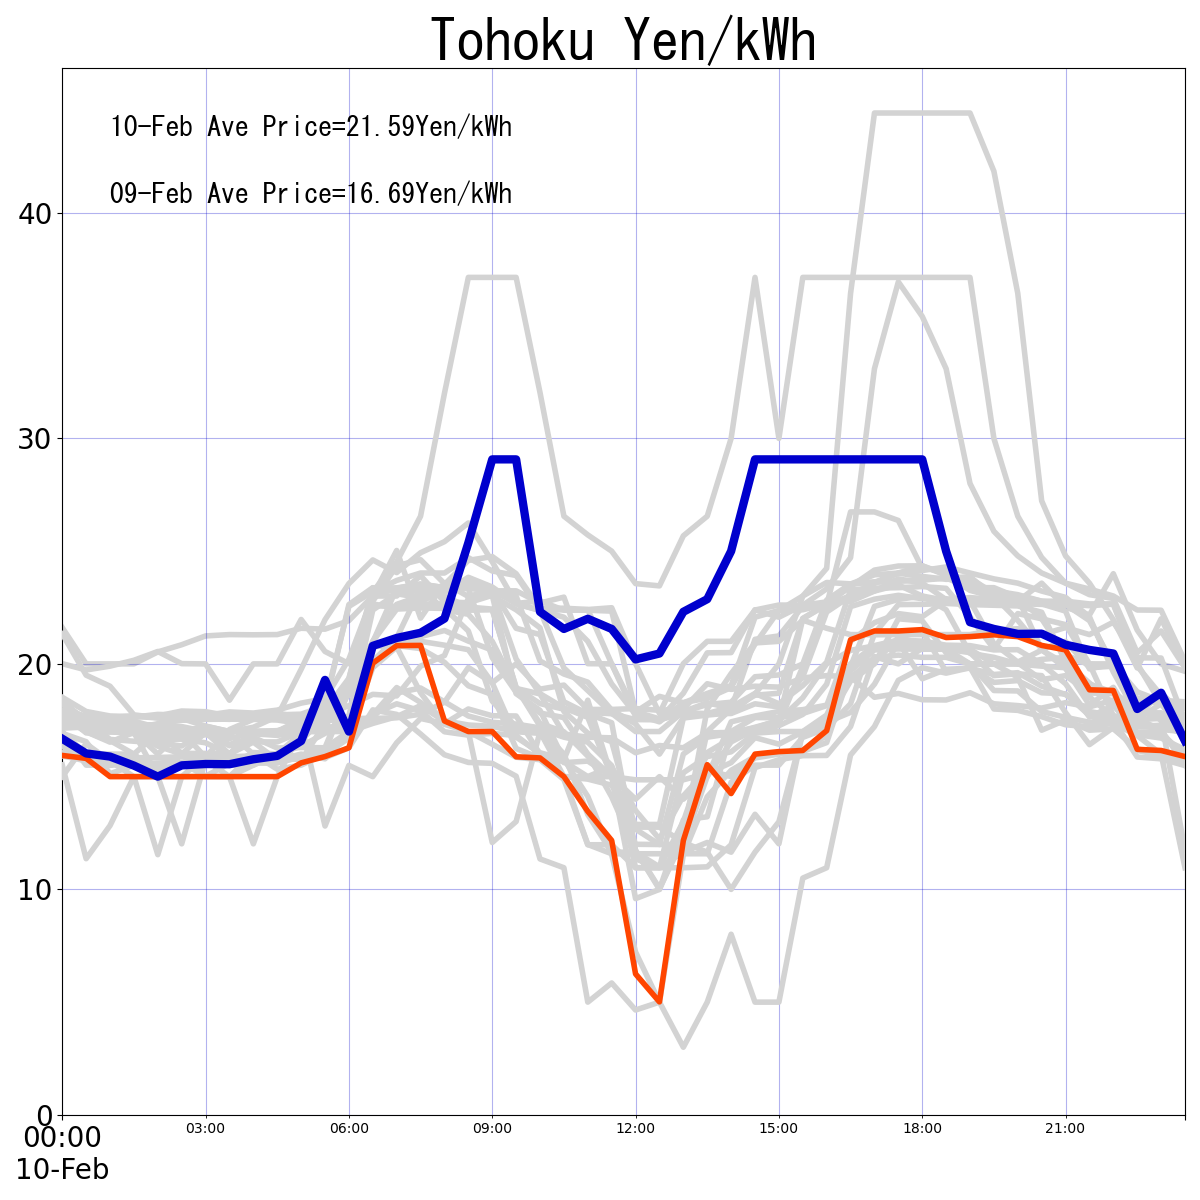 Tohoku Yen/kWh
10-Feb Ave Price=21.59Yen/kWh
09-Feb Ave Price=16.69Yen/kWh
40
30
20
10
0
00:00 03:00 06:00 09:00 12:00 15:00 18:00 21:00
10-Feb